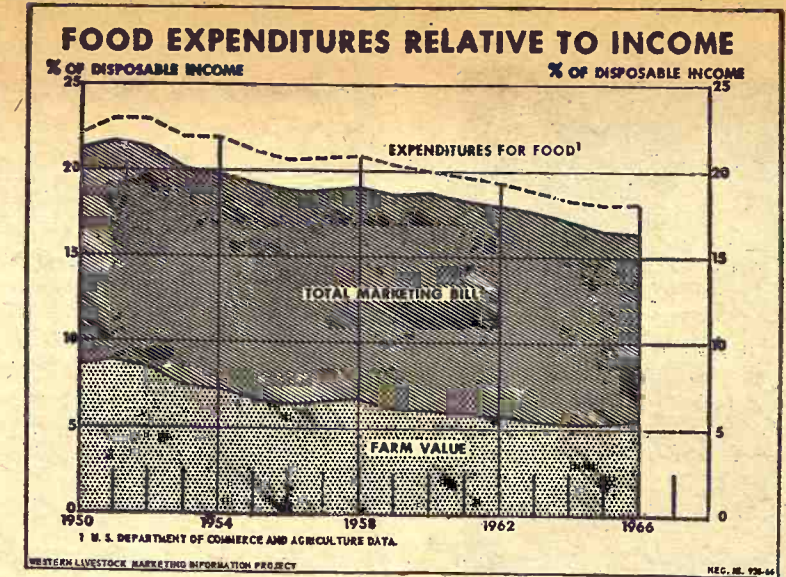 FOOD EXPENDITURES RELATIVE TO INCOME
% OF DISPOSABLE INCOME % OF DISPOSABLE INCOME
25 25
EXPENDITURES FOR FOOD¹
20 20
15 15
TOTAL MARKETING BILL
10 10
5 5
FARM VALUE
0 0
1950 1954 1958 1962 1966
1 U. S. DEPARTMENT OF COMMERCE AND AGRICULTURE DATA.
WESTERN LIVESTOCK MARKETING INFORMATION PROJECT NEG. NO.